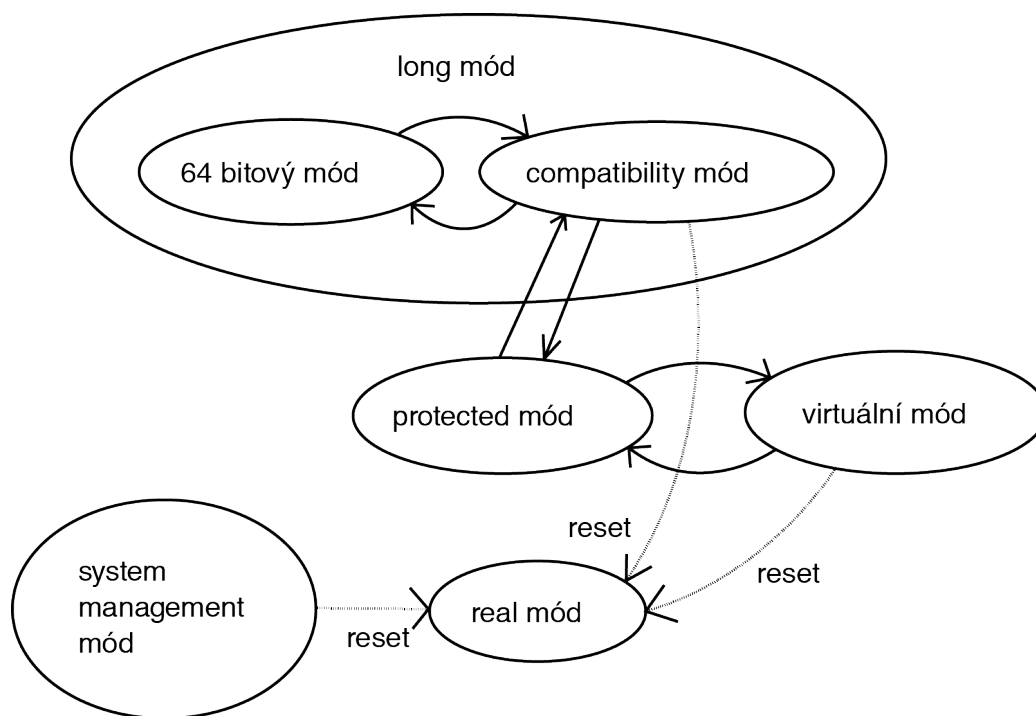 long mód
64 bitový mód
compatibility mód
protected mód
virtuální mód
reset
reset
system
management
mód
reset
real mód